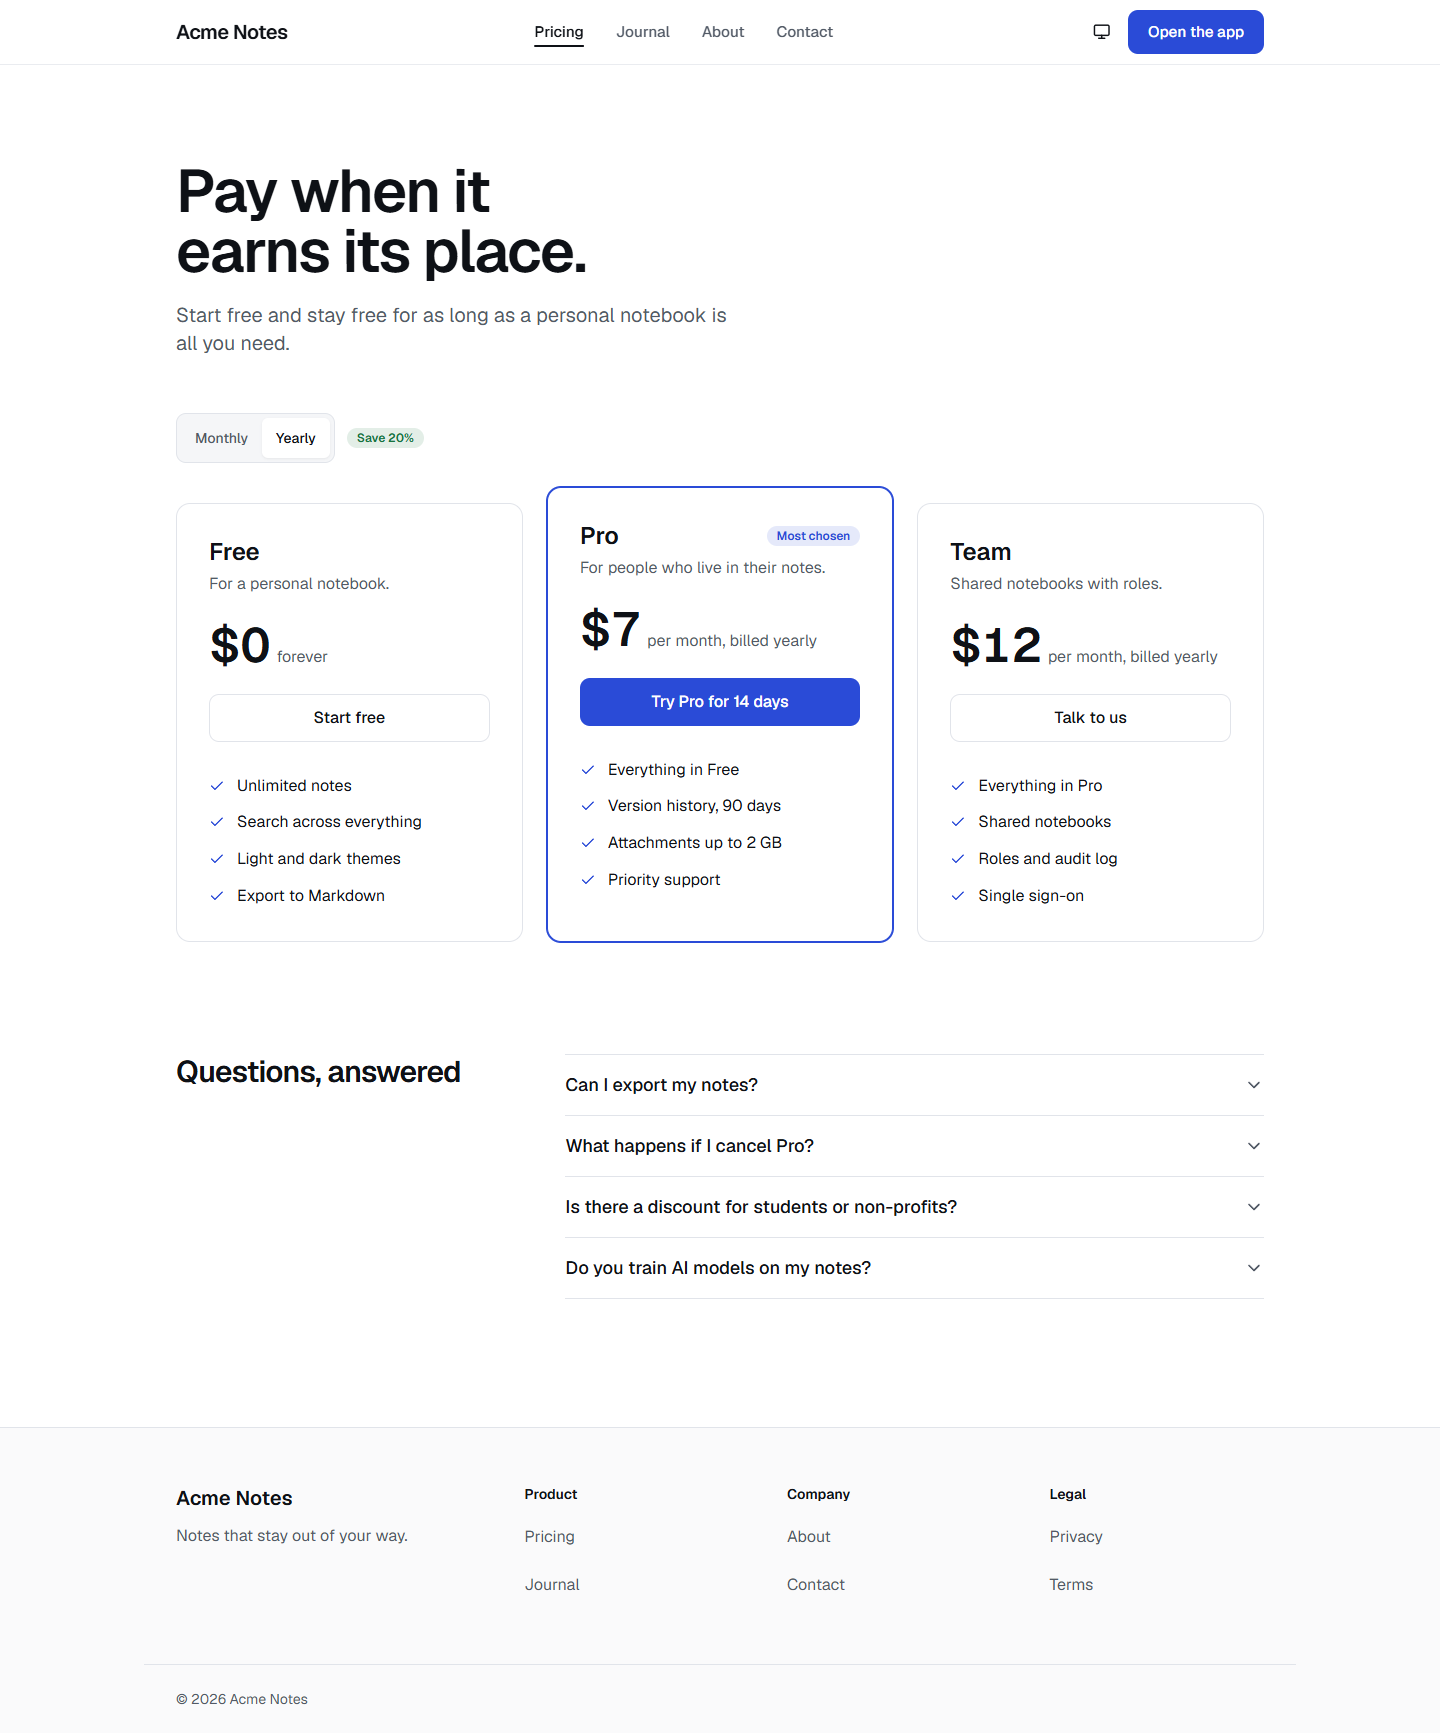 Acme Notes
Pricing
Journal
About
Contact
Open the app
Pay when it
earns its place.
Start free and stay free for as long as a personal notebook is
all you need.
Monthly
Yearly
Save 20%
Free
For a personal notebook.
$0 forever
Start free
Unlimited notes
Search across everything
Light and dark themes
Export to Markdown
Pro
Most chosen
For people who live in their notes.
$7 per month, billed yearly
Try Pro for 14 days
Everything in Free
Version history, 90 days
Attachments up to 2 GB
Priority support
Team
Shared notebooks with roles.
$12 per month, billed yearly
Talk to us
Everything in Pro
Shared notebooks
Roles and audit log
Single sign-on
Questions, answered
Can I export my notes?
What happens if I cancel Pro?
Is there a discount for students or non-profits?
Do you train AI models on my notes?
Acme Notes
Notes that stay out of your way.
Product
Pricing
Journal
Company
About
Contact
Legal
Privacy
Terms
© 2026 Acme Notes